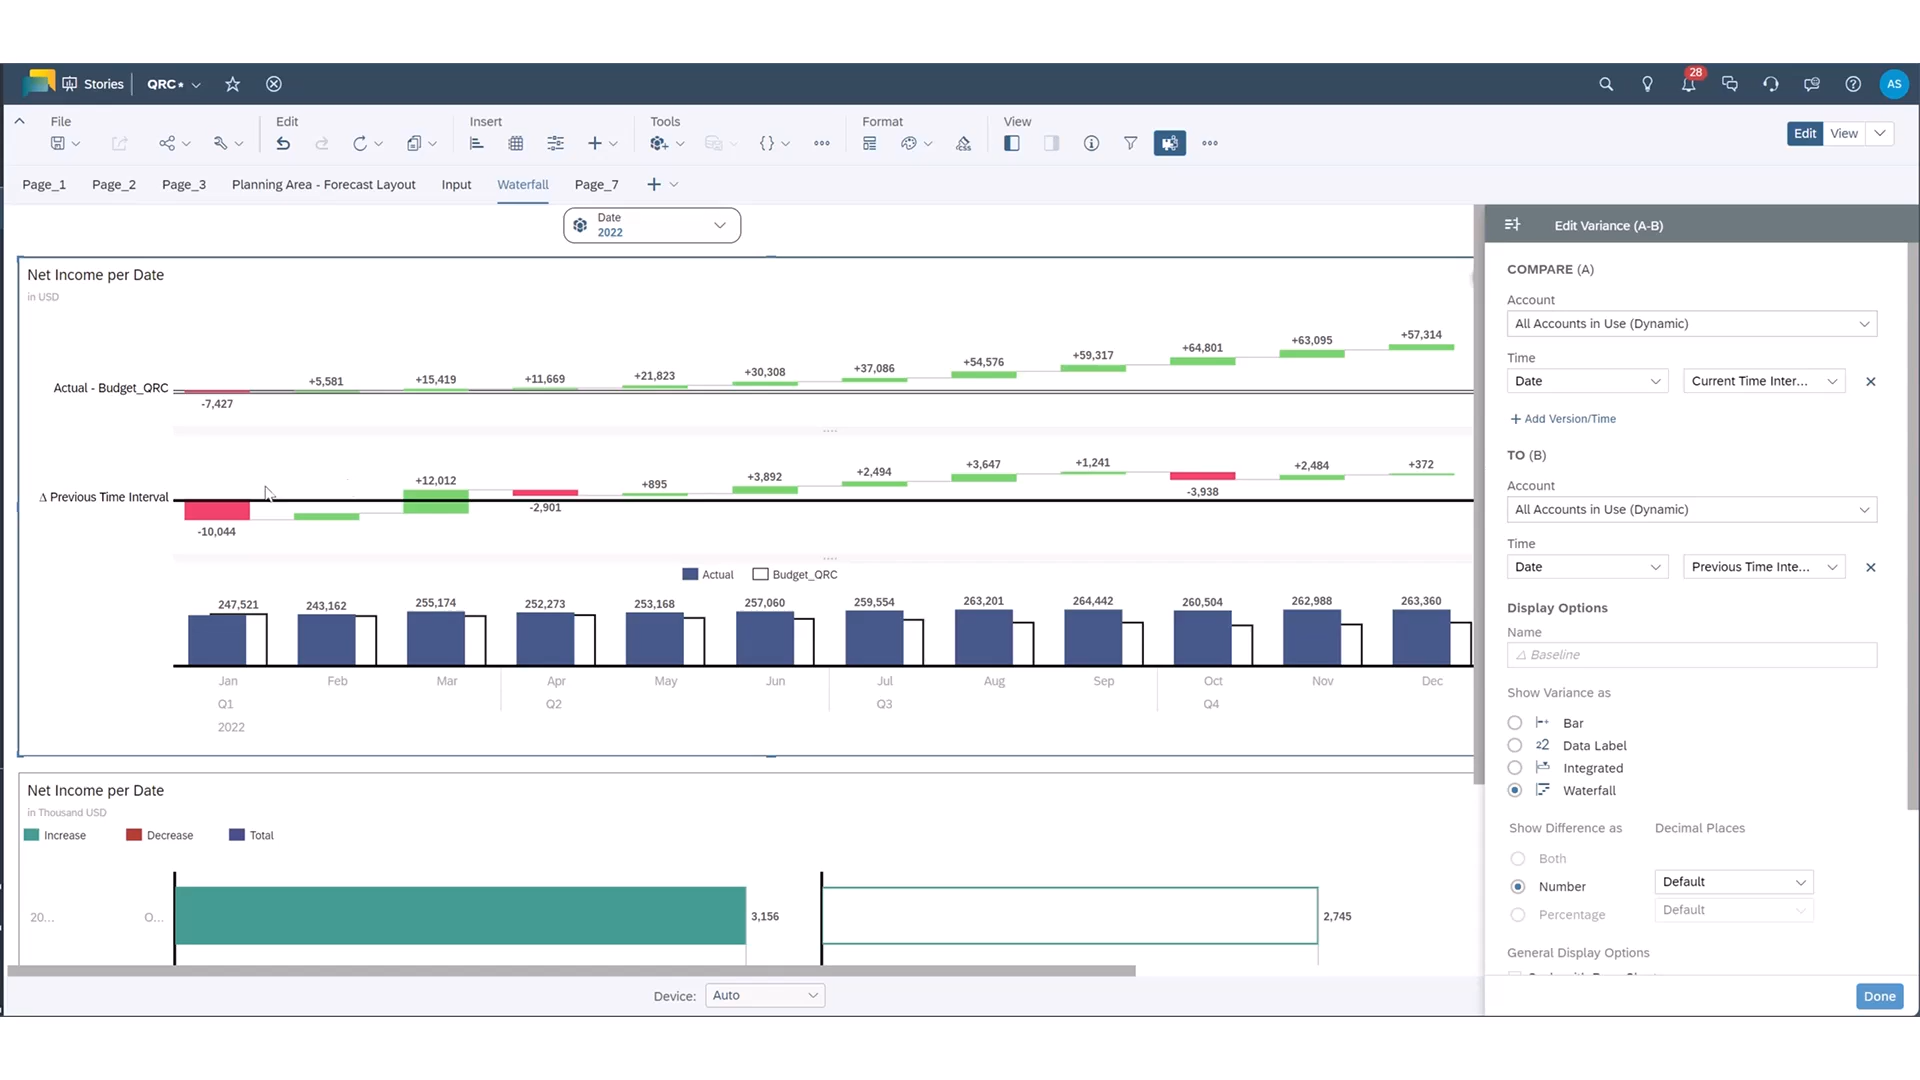 Stories QRC* 28 AS
File Edit Insert Tools Format View
Edit View
Page_1 Page_2 Page_3 Planning Area - Forecast Layout Input Waterfall Page_7
Date
2022
Net Income per Date
in USD
Actual - Budget_QRC
-7,427 +5,581 +15,419 +11,669 +21,823 +30,308 +37,086 +54,576 +59,317 +64,801 +63,095 +57,314
Δ Previous Time Interval
-10,044 +12,012 -2,901 +895 +3,892 +2,494 +3,647 +1,241 -3,938 +2,484 +372
Actual Budget_QRC
247,521 243,162 255,174 252,273 253,168 257,060 259,554 263,201 264,442 260,504 262,988 263,360
Jan Feb Mar Apr May Jun Jul Aug Sep Oct Nov Dec
Q1 Q2 Q3 Q4
2022
Net Income per Date
in Thousand USD
Increase Decrease Total
20... O... 3,156 2,745
Device: Auto
Edit Variance (A-B)
COMPARE (A)
Account
All Accounts in Use (Dynamic)
Time
Date Current Time Inter...
+ Add Version/Time
TO (B)
Account
All Accounts in Use (Dynamic)
Time
Date Previous Time Inte...
Display Options
Name
△ Baseline
Show Variance as
Bar
Data Label
Integrated
Waterfall
Show Difference as Decimal Places
Both
Number Default
Percentage Default
General Display Options
Done